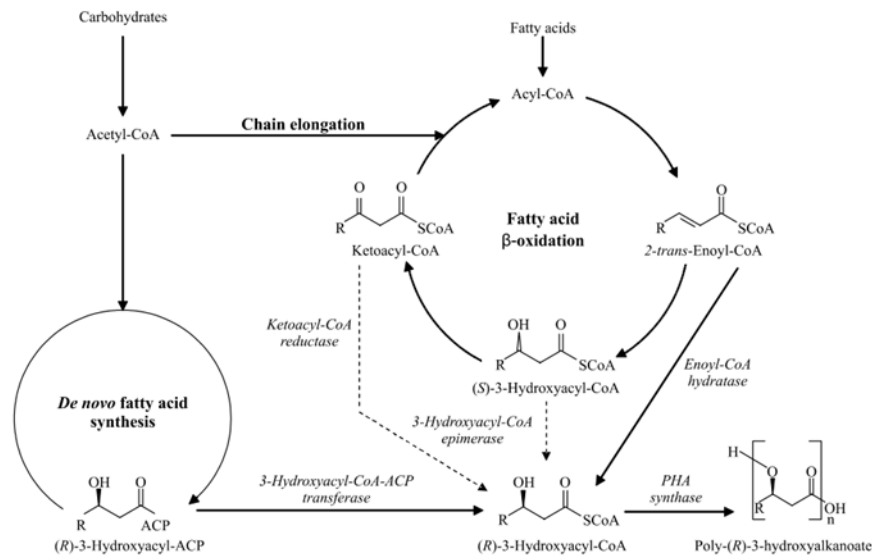 Carbohydrates
Fatty acids
Acyl-CoA
Acetyl-CoA
Chain elongation
O
O
R
SCoA
Ketoacyl-CoA
Fatty acid
β-oxidation
O
R
SCoA
2-trans-Enoyl-CoA
Ketoacyl-CoA
reductase
OH
O
R
SCoA
(S)-3-Hydroxyacyl-CoA
Enoyl-CoA
hydratase
De novo fatty acid
synthesis
3-Hydroxyacyl-CoA
epimerase
OH
O
R
ACP
(R)-3-Hydroxyacyl-ACP
3-Hydroxyacyl-CoA-ACP
transferase
OH
O
R
SCoA
(R)-3-Hydroxyacyl-CoA
PHA
synthase
H
O
O
R
OH
n
Poly-(R)-3-hydroxyalkanoate